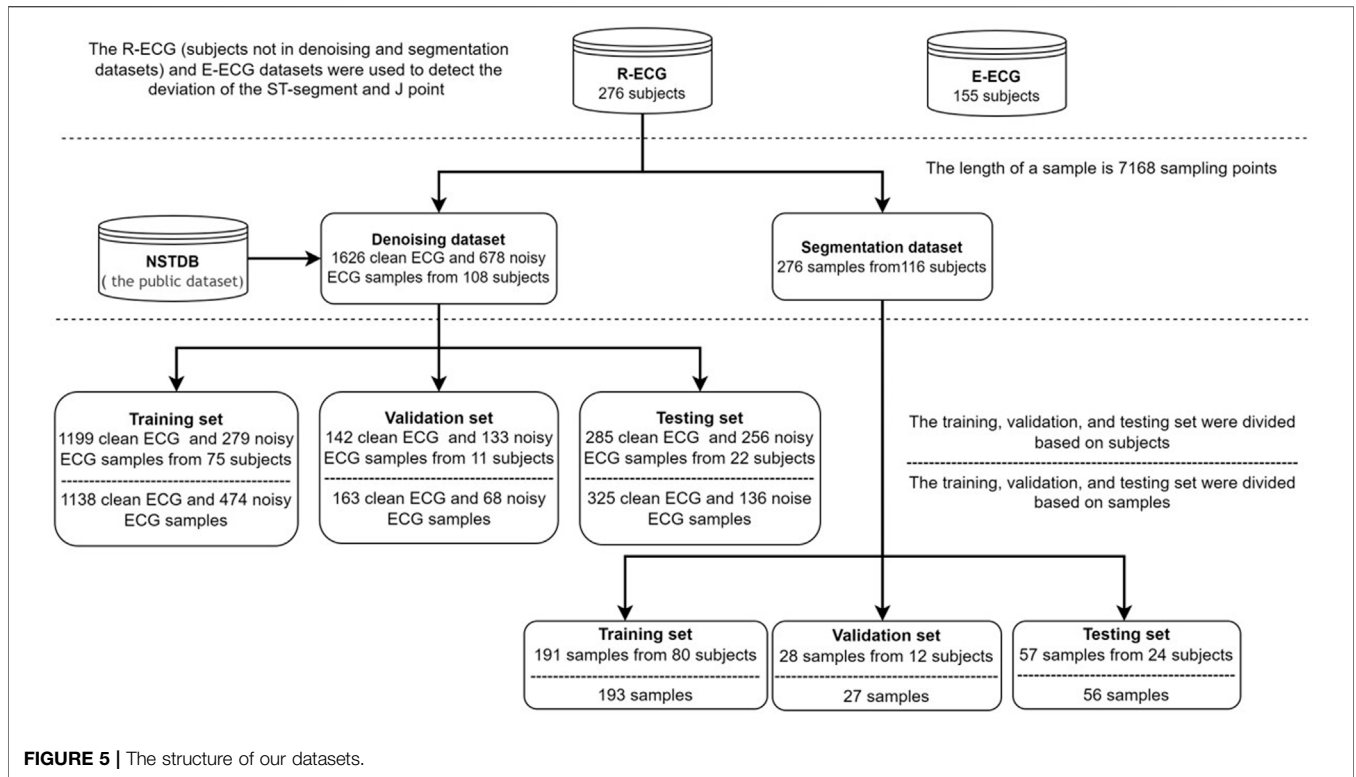 The R-ECG (subjects not in denoising and segmentation
datasets) and E-ECG datasets were used to detect the
deviation of the ST-segment and J point
R-ECG
276 subjects
E-ECG
155 subjects
The length of a sample is 7168 sampling points
NSTDB
( the public dataset)
Denoising dataset
1626 clean ECG and 678 noisy
ECG samples from 108 subjects
Segmentation dataset
276 samples from116 subjects
Training set
1199 clean ECG and 279 noisy
ECG samples from 75 subjects
1138 clean ECG and 474 noisy
ECG samples
Validation set
142 clean ECG and 133 noisy
ECG samples from 11 subjects
163 clean ECG and 68 noisy
ECG samples
Testing set
285 clean ECG and 256 noisy
ECG samples from 22 subjects
325 clean ECG and 136 noise
ECG samples
The training, validation, and testing set were divided
based on subjects
The training, validation, and testing set were divided
based on samples
Training set
191 samples from 80 subjects
193 samples
Validation set
28 samples from 12 subjects
27 samples
Testing set
57 samples from 24 subjects
56 samples
FIGURE 5 | The structure of our datasets.